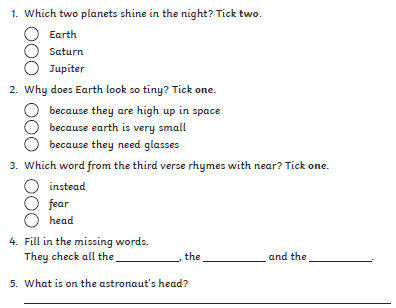 1. Which two planets shine in the night? Tick two.
Earth
Saturn
Jupiter
2. Why does Earth look so tiny? Tick one.
because they are high up in space
because earth is very small
because they need glasses
3. Which word from the third verse rhymes with near? Tick one.
instead
fear
head
4. Fill in the missing words.
They check all the ____________, the ____________ and the ____________.
5. What is on the astronaut's head?